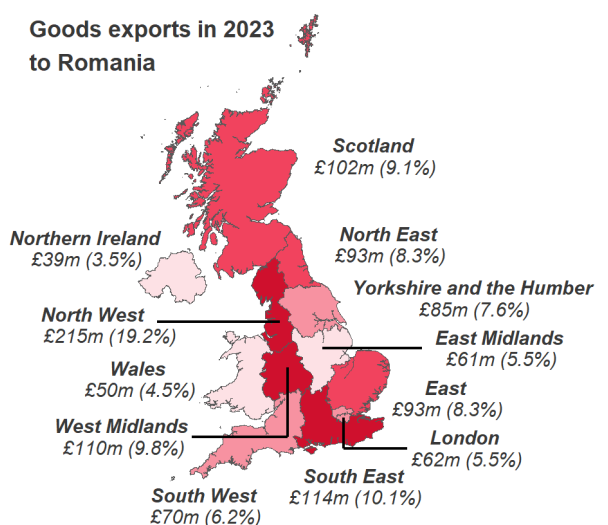 Goods exports in 2023
to Romania
Scotland
£102m (9.1%)
Northern Ireland
£39m (3.5%)
North East
£93m (8.3%)
Yorkshire and the Humber
£85m (7.6%)
North West
£215m (19.2%)
East Midlands
£61m (5.5%)
Wales
£50m (4.5%)
East
£93m (8.3%)
West Midlands
£110m (9.8%)
London
£62m (5.5%)
South East
£114m (10.1%)
South West
£70m (6.2%)